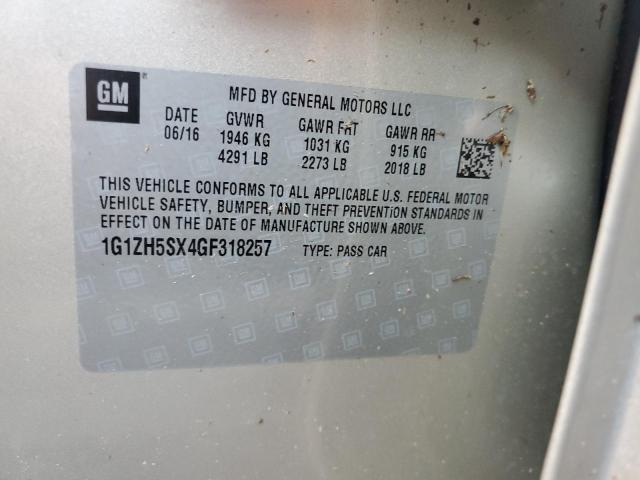 GM
MFD BY GENERAL MOTORS LLC
DATE GVWR GAWR FRT GAWR RR
06/16 1946 KG 1031 KG 915 KG
4291 LB 2273 LB 2018 LB
THIS VEHICLE CONFORMS TO ALL APPLICABLE U.S. FEDERAL MOTOR
VEHICLE SAFETY, BUMPER, AND THEFT PREVENTION STANDARDS IN
EFFECT ON THE DATE OF MANUFACTURE SHOWN ABOVE.
1G1ZH5SX4GF318257 TYPE: PASS CAR